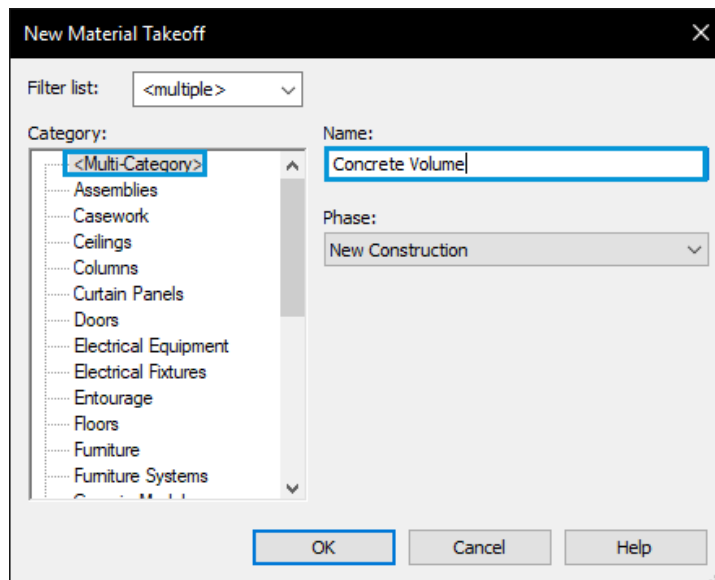 New Material Takeoff
Filter list: <multiple>
Category:
<Multi-Category>
Assemblies
Casework
Ceilings
Columns
Curtain Panels
Doors
Electrical Equipment
Electrical Fixtures
Entourage
Floors
Furniture
Furniture Systems
Name:
Concrete Volume
Phase:
New Construction
OK Cancel Help